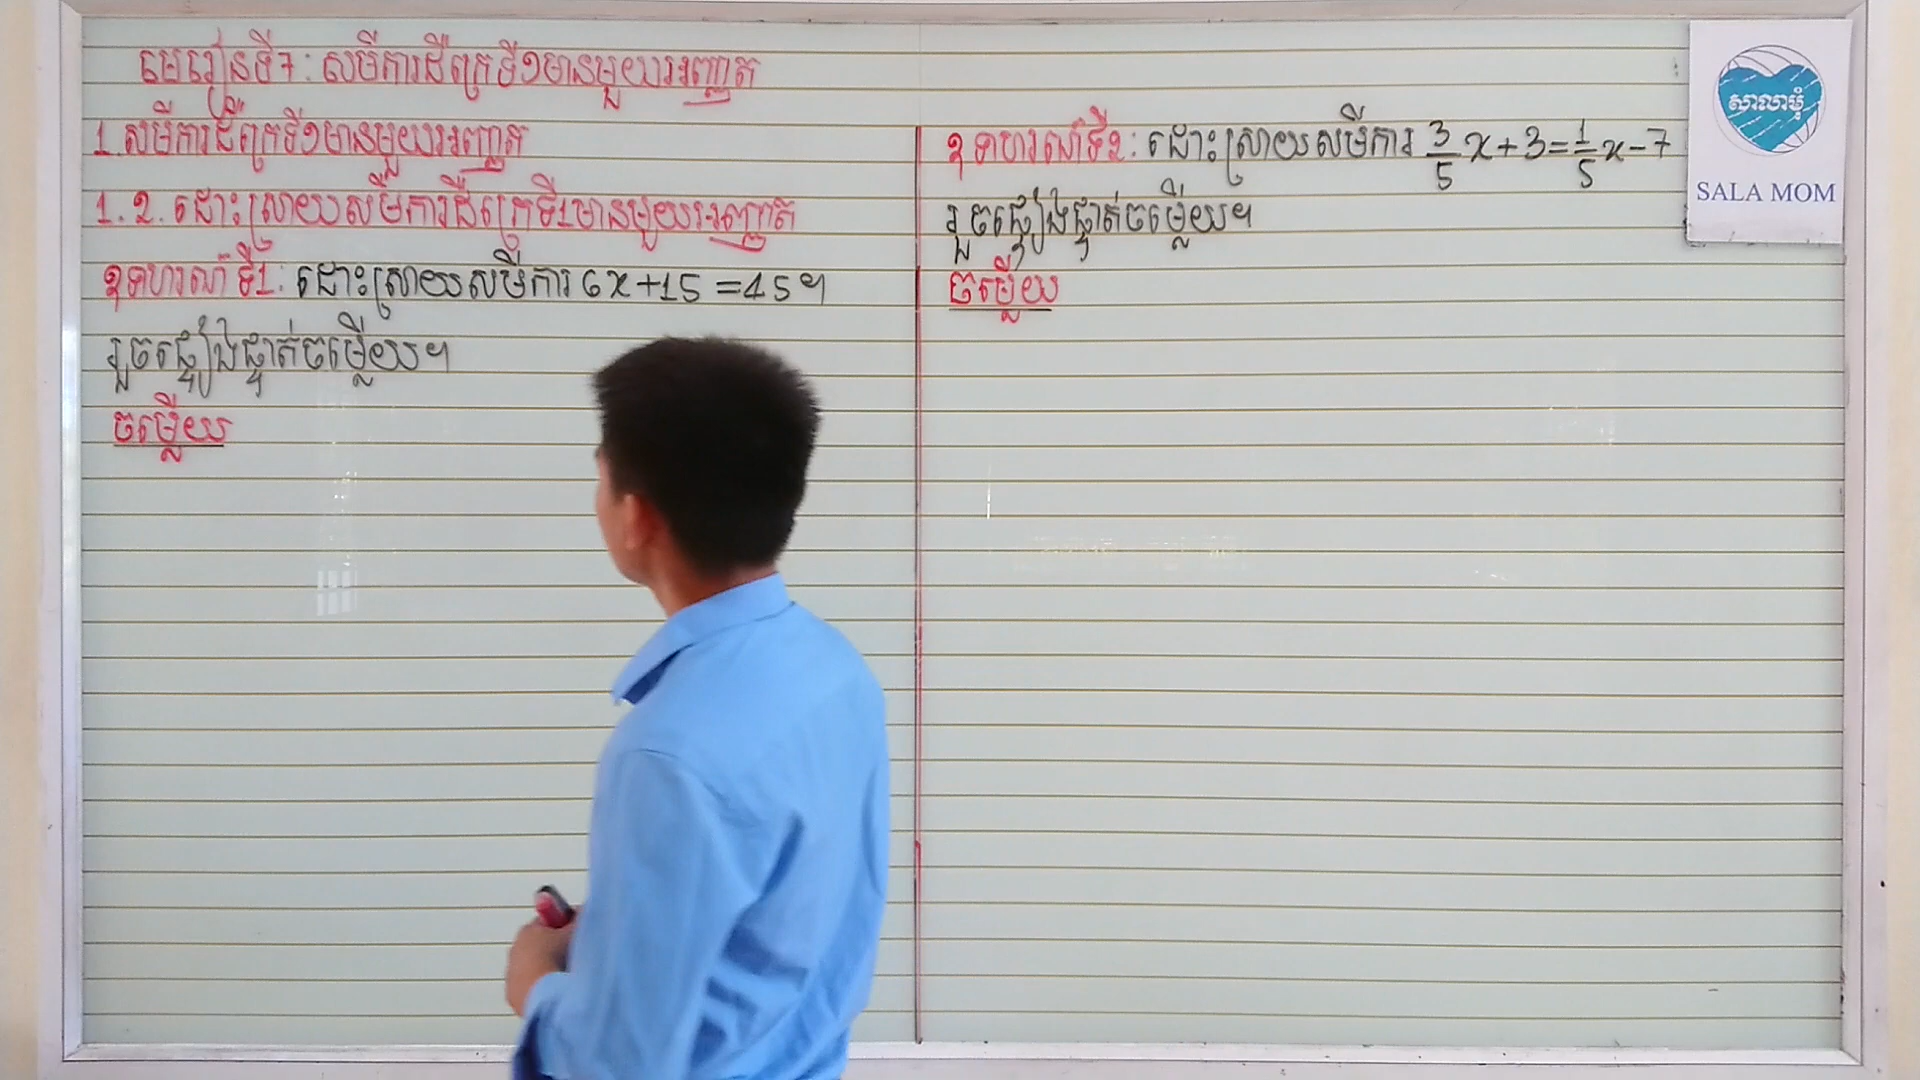 មេរៀនទី7: សមីការដឺក្រេទី១មានមួយអញ្ញាត
1.សមីការដឺក្រេទី១មានមួយអញ្ញាត
1.2.ដោះស្រាយសមីការដឺក្រេទី1មានមួយអញ្ញាត
ឧទាហរណ៍ទី1: ដោះស្រាយសមីការ 6x+15=45។
រួចផ្ទៀងផ្ទាត់ចម្លើយ។
ចម្លើយ
ឧទាហរណ៍ទី2: ដោះស្រាយសមីការ 3/5 x+3=1/5 x-7
រួចផ្ទៀងផ្ទាត់ចម្លើយ។
ចម្លើយ
សាលាមុំ
SALA MOM